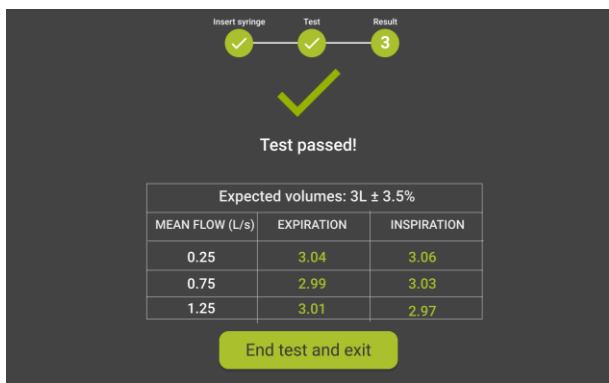 Insert syringe Test Result
3
Test passed!
Expected volumes: 3L ± 3.5%
MEAN FLOW (L/s) EXPIRATION INSPIRATION
0.25 3.04 3.06
0.75 2.99 3.03
1.25 3.01 2.97
End test and exit